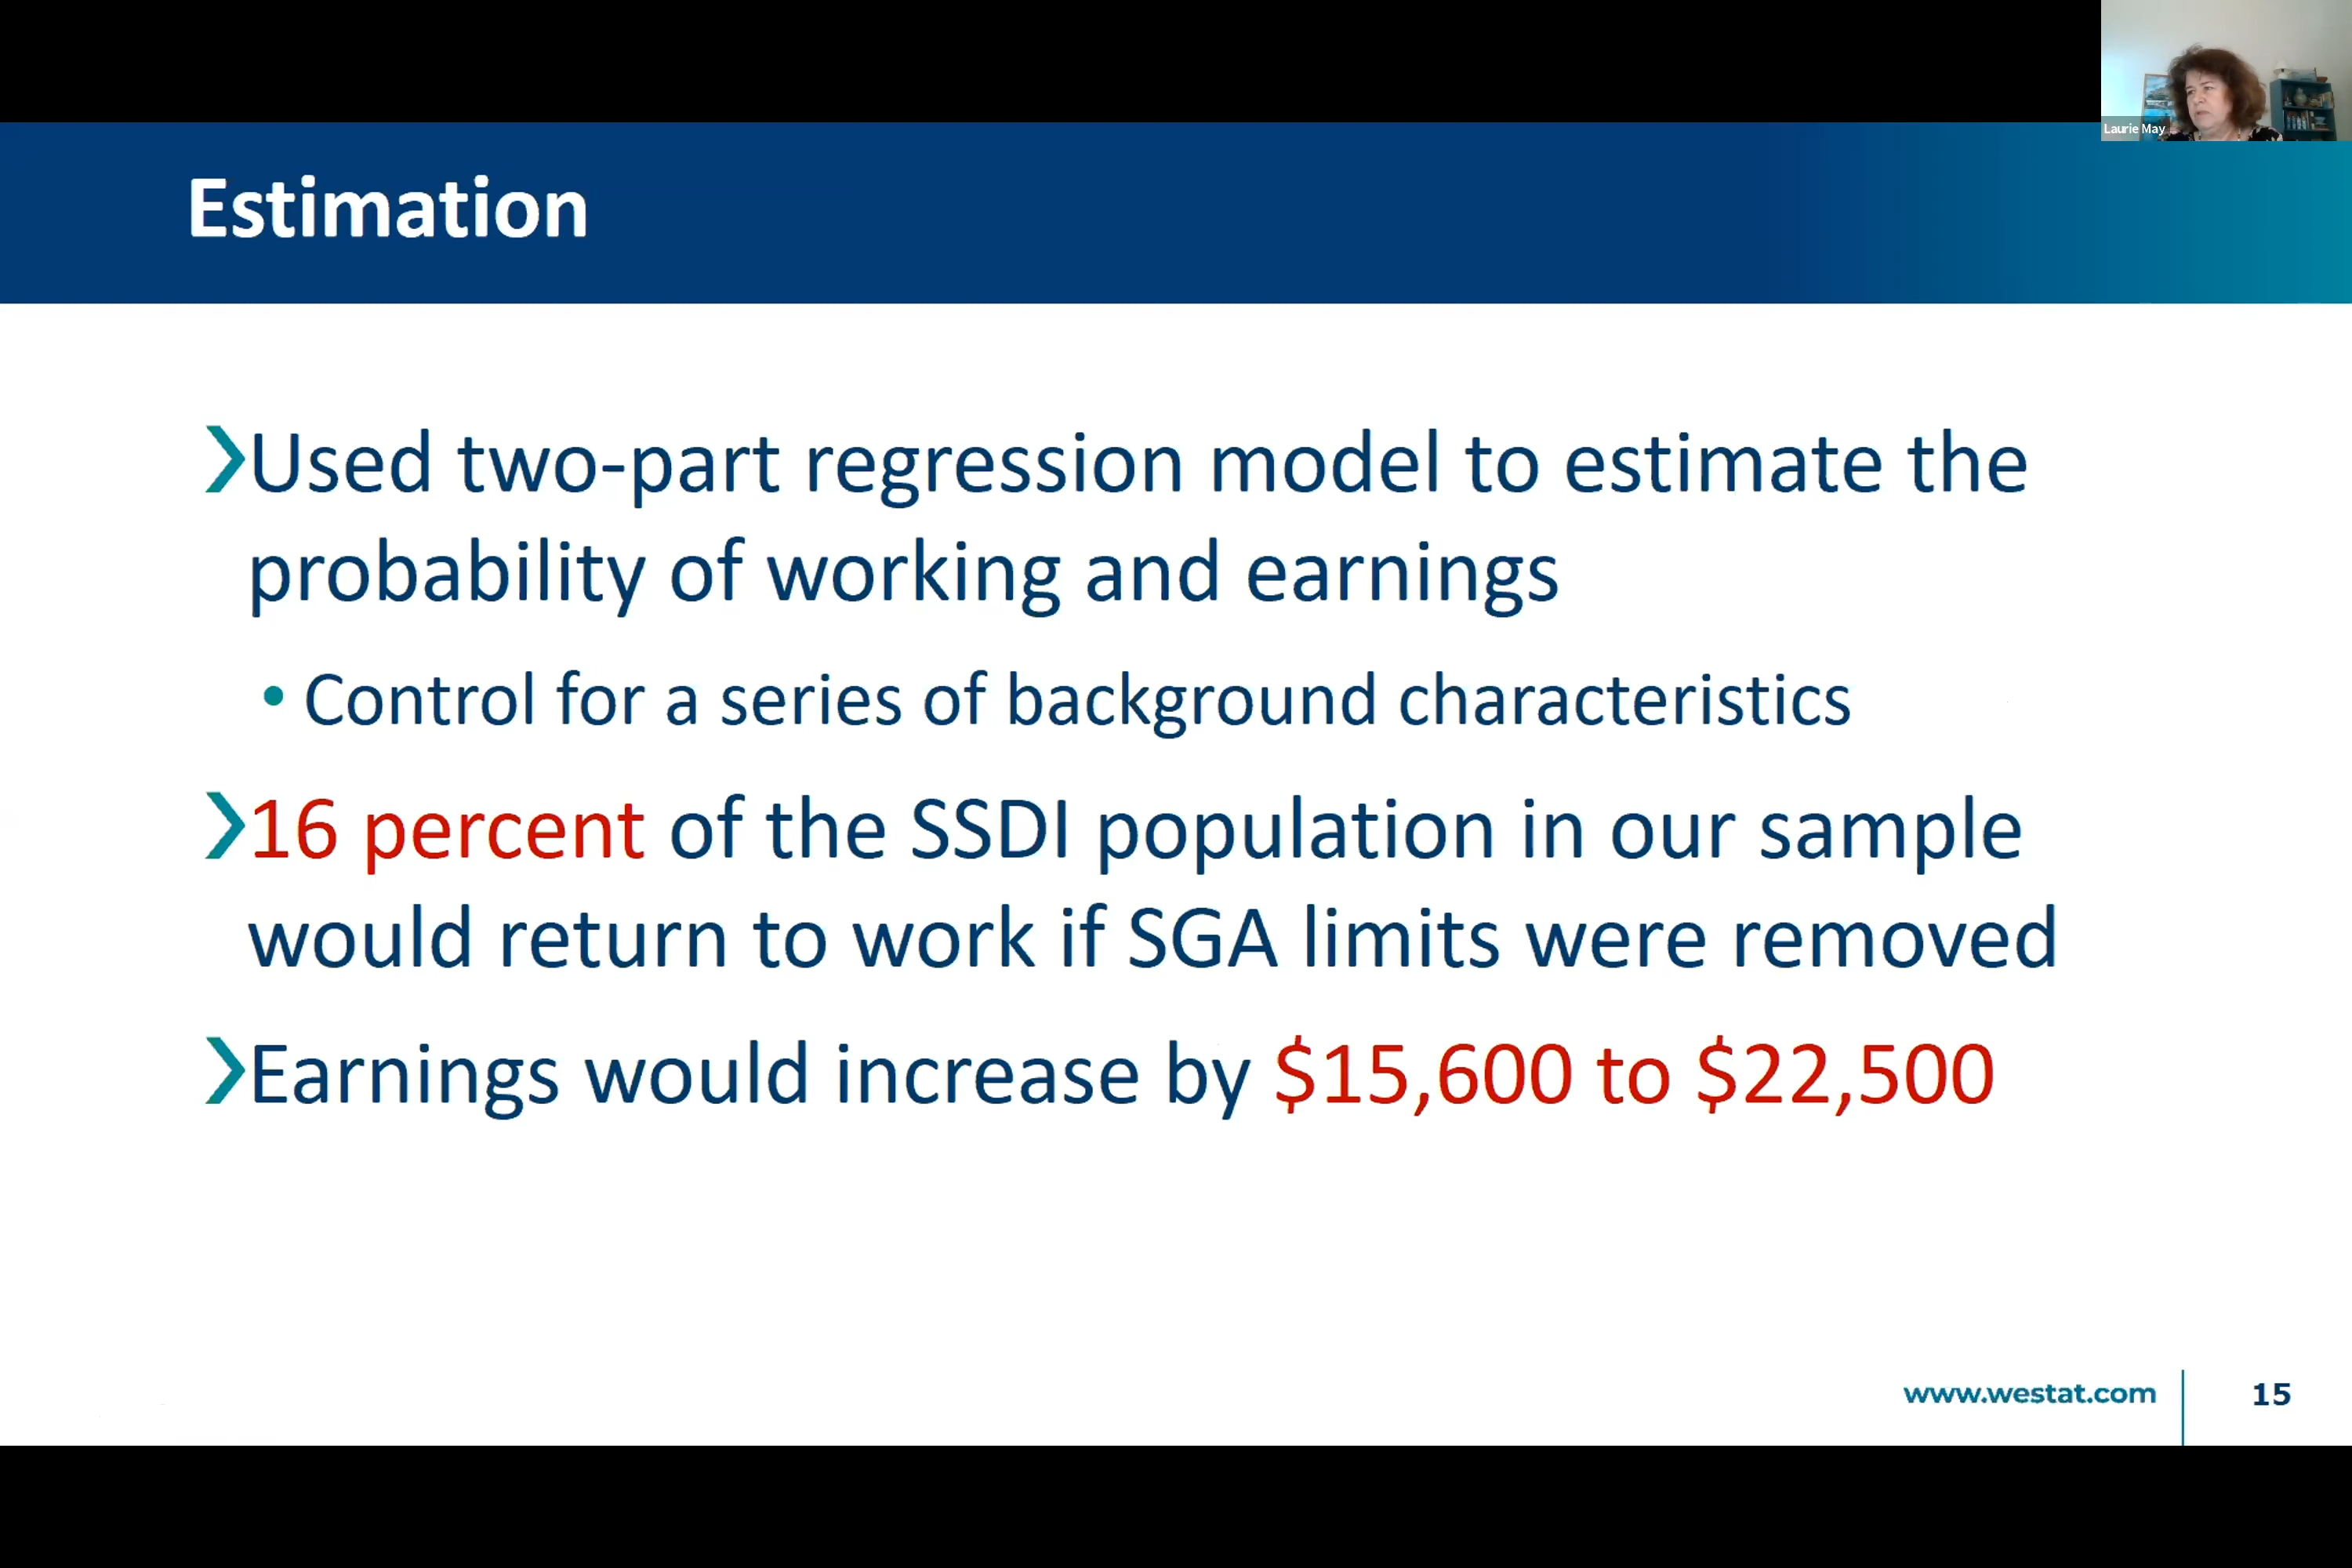 Laurie May
Estimation
Used two-part regression model to estimate the
probability of working and earnings
• Control for a series of background characteristics
16 percent of the SSDI population in our sample
would return to work if SGA limits were removed
Earnings would increase by $15,600 to $22,500
www.westat.com
15